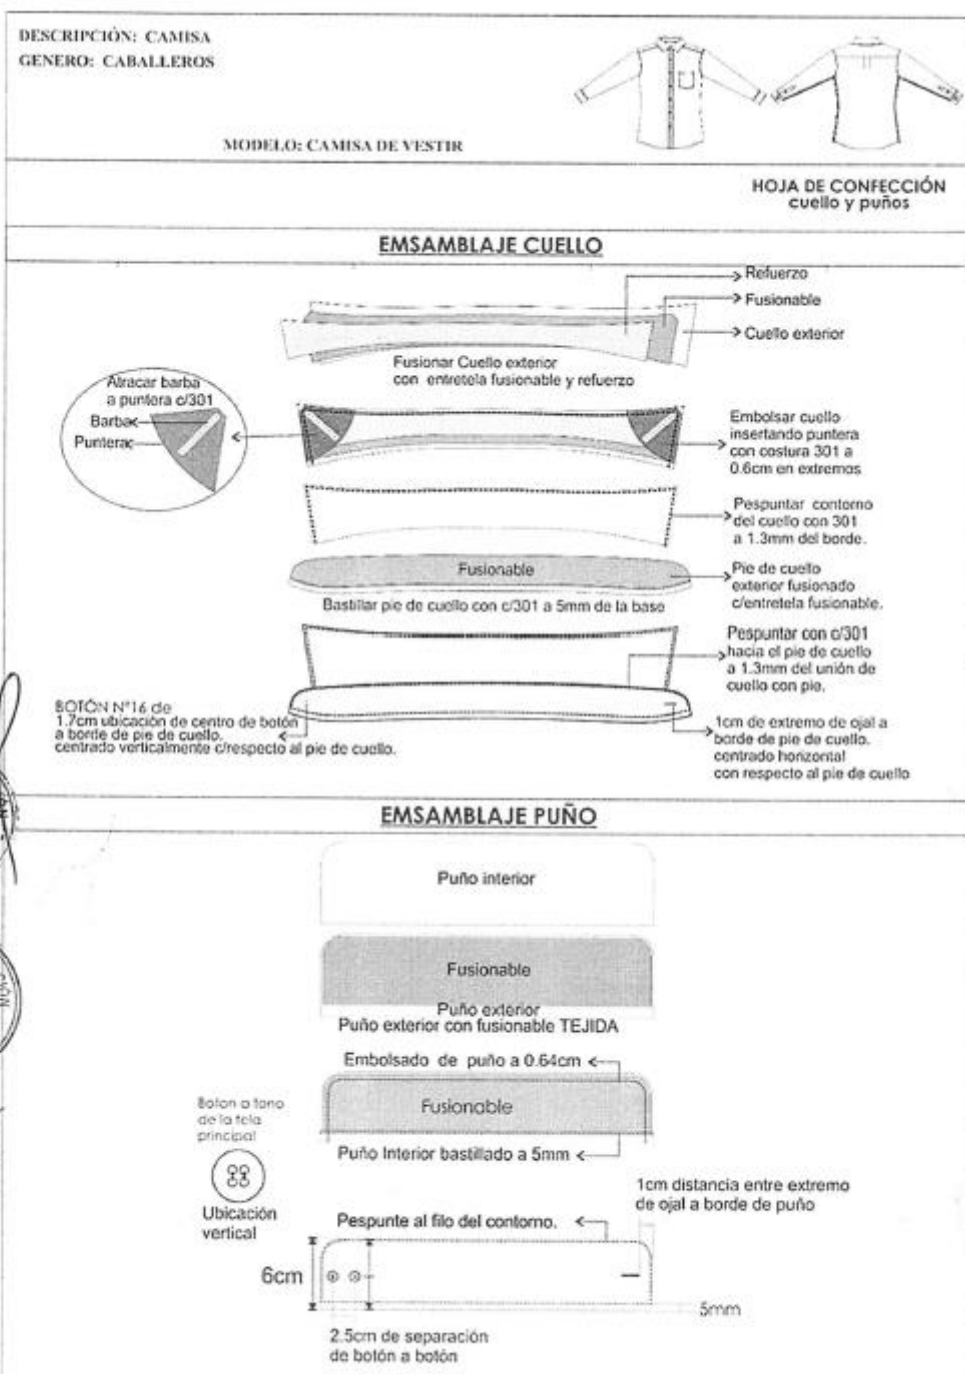 DESCRIPCIÓN: CAMISA
GENERO: CABALLEROS
MODELO: CAMISA DE VESTIR
HOJA DE CONFECCIÓN
cuello y puños
EMSAMBLAJE CUELLO
Refuerzo
Fusionable
Cuello exterior
Fusionar Cuello exterior
con entretela fusionable y refuerzo
Atracar barba
a puntera c/301
Barba
Puntera
Embolsar cuello
insertando puntera
con costura 301 a
0.6cm en extremos
Pespuntar contorno
del cuello con 301
a 1.3mm del borde.
Fusionable
Pie de cuello
exterior fusionado
c/entretela fusionable.
Bastillar pie de cuello con c/301 a 5mm de la base
Pespuntar con c/301
hacia el pie de cuello
a 1.3mm del unión de
cuello con pie.
BOTÓN N°16 de
1.7cm ubicación de centro de botón
a borde de pie de cuello.
centrado verticalmente c/respecto al pie de cuello.
1cm de extremo de ojal a
borde de pie de cuello.
centrado horizontal
con respecto al pie de cuello
EMSAMBLAJE PUÑO
Puño interior
Fusionable
Puño exterior
Puño exterior con fusionable TEJIDA
Embolsado de puño a 0.64cm
Fusionable
Boton a tono
de la tela
principal
Puño Interior bastillado a 5mm
Ubicación
vertical
1cm distancia entre extremo
de ojal a borde de puño
Pespunte al filo del contorno.
6cm
5mm
2.5cm de separación
de botón a botón